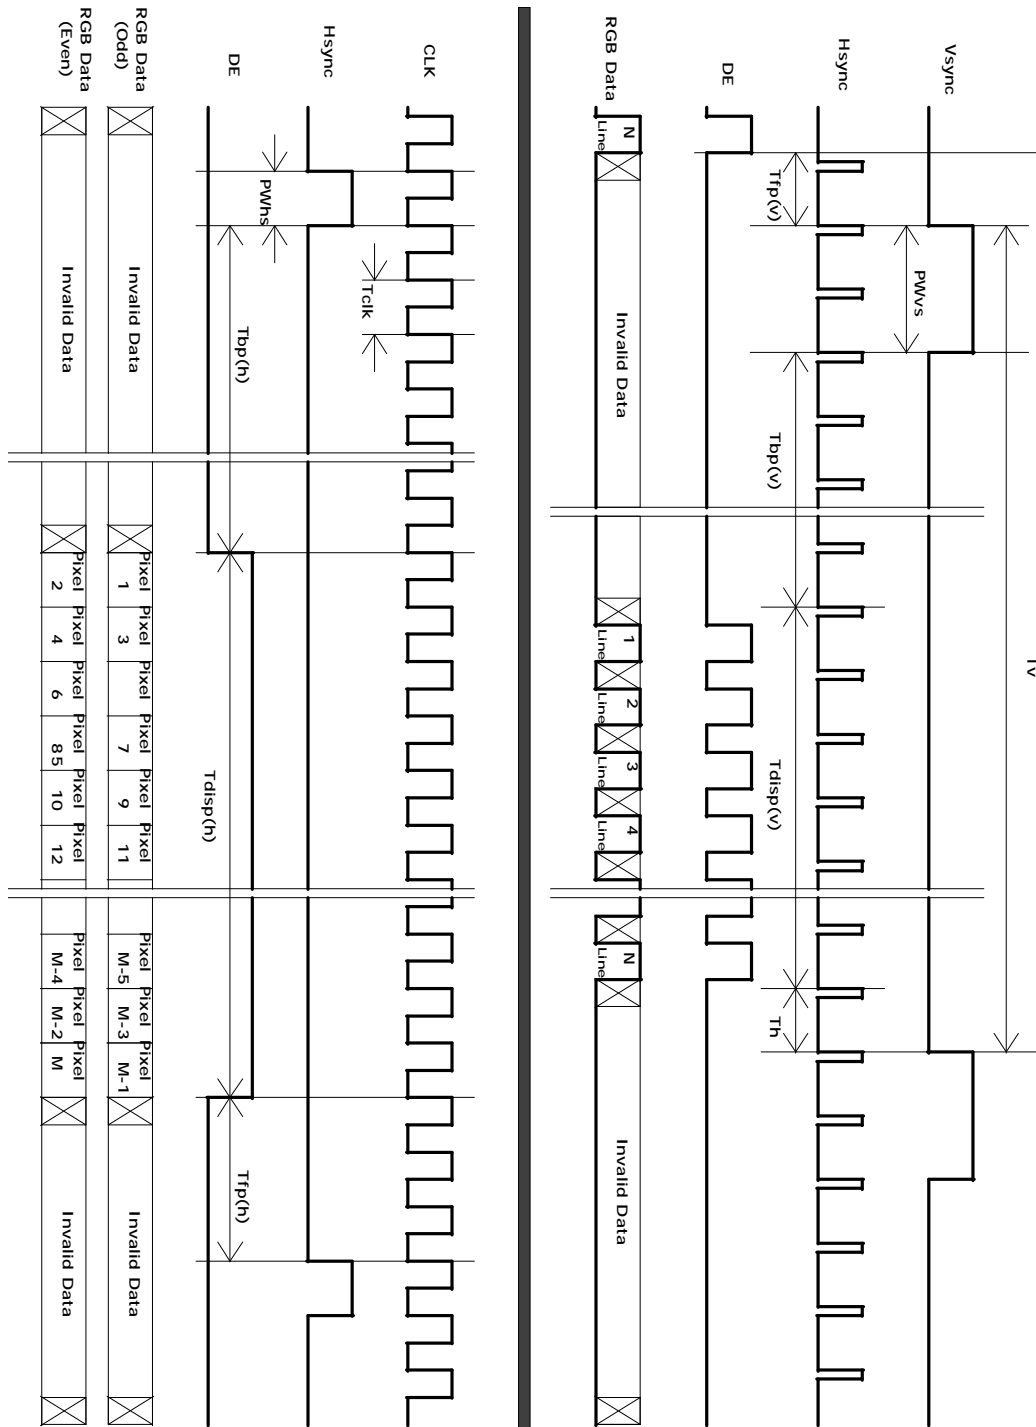 Tv
Vsync
PWvs
Hsync
Tfp(v)
Tbp(v)
Tdisp(v)
Th
DE
RGB Data
N
Line
Invalid Data
1
Line
2
Line
3
Line
4
Line
N
Line
Invalid Data
CLK
Tclk
Hsync
PWhs
DE
Tbp(h)
Tdisp(h)
Tfp(h)
RGB Data
(Odd)
Invalid Data
Pixel
1
Pixel
3
Pixel
Pixel
7
Pixel
9
Pixel
11
Pixel
M-5
Pixel
M-3
Pixel
M-1
Invalid Data
RGB Data
(Even)
Invalid Data
Pixel
2
Pixel
4
Pixel
6
Pixel
85
Pixel
10
Pixel
12
Pixel
M-4
Pixel
M-2
Pixel
M
Invalid Data